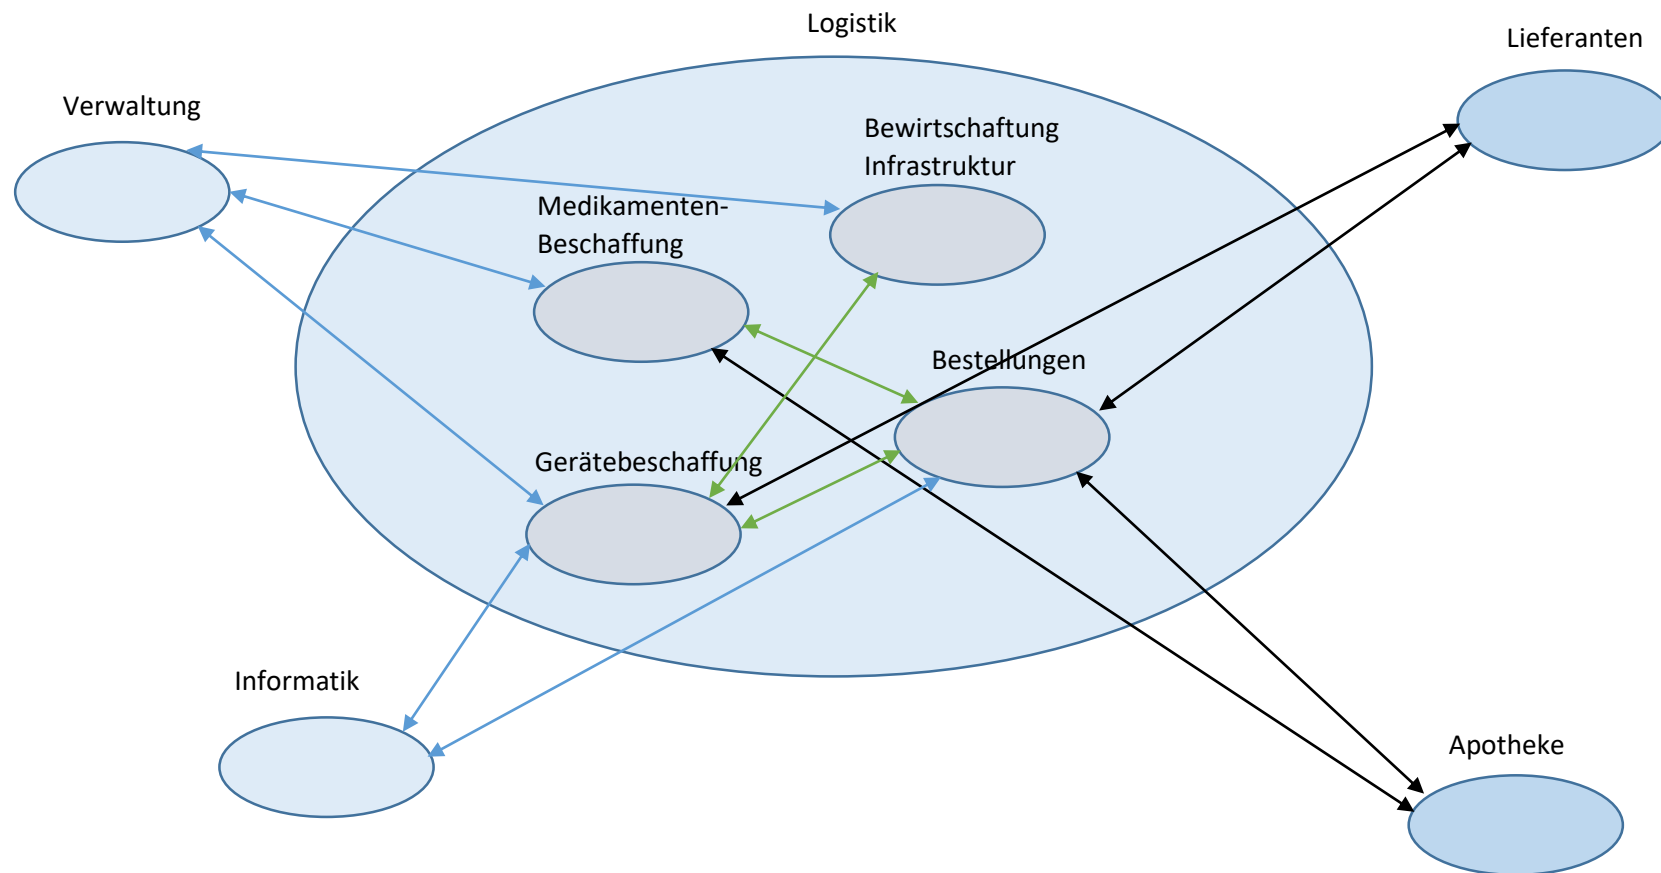 Logistik
Lieferanten
Verwaltung
Bewirtschaftung
Infrastruktur
Medikamenten-
Beschaffung
Bestellungen
Gerätebeschaffung
Informatik
Apotheke